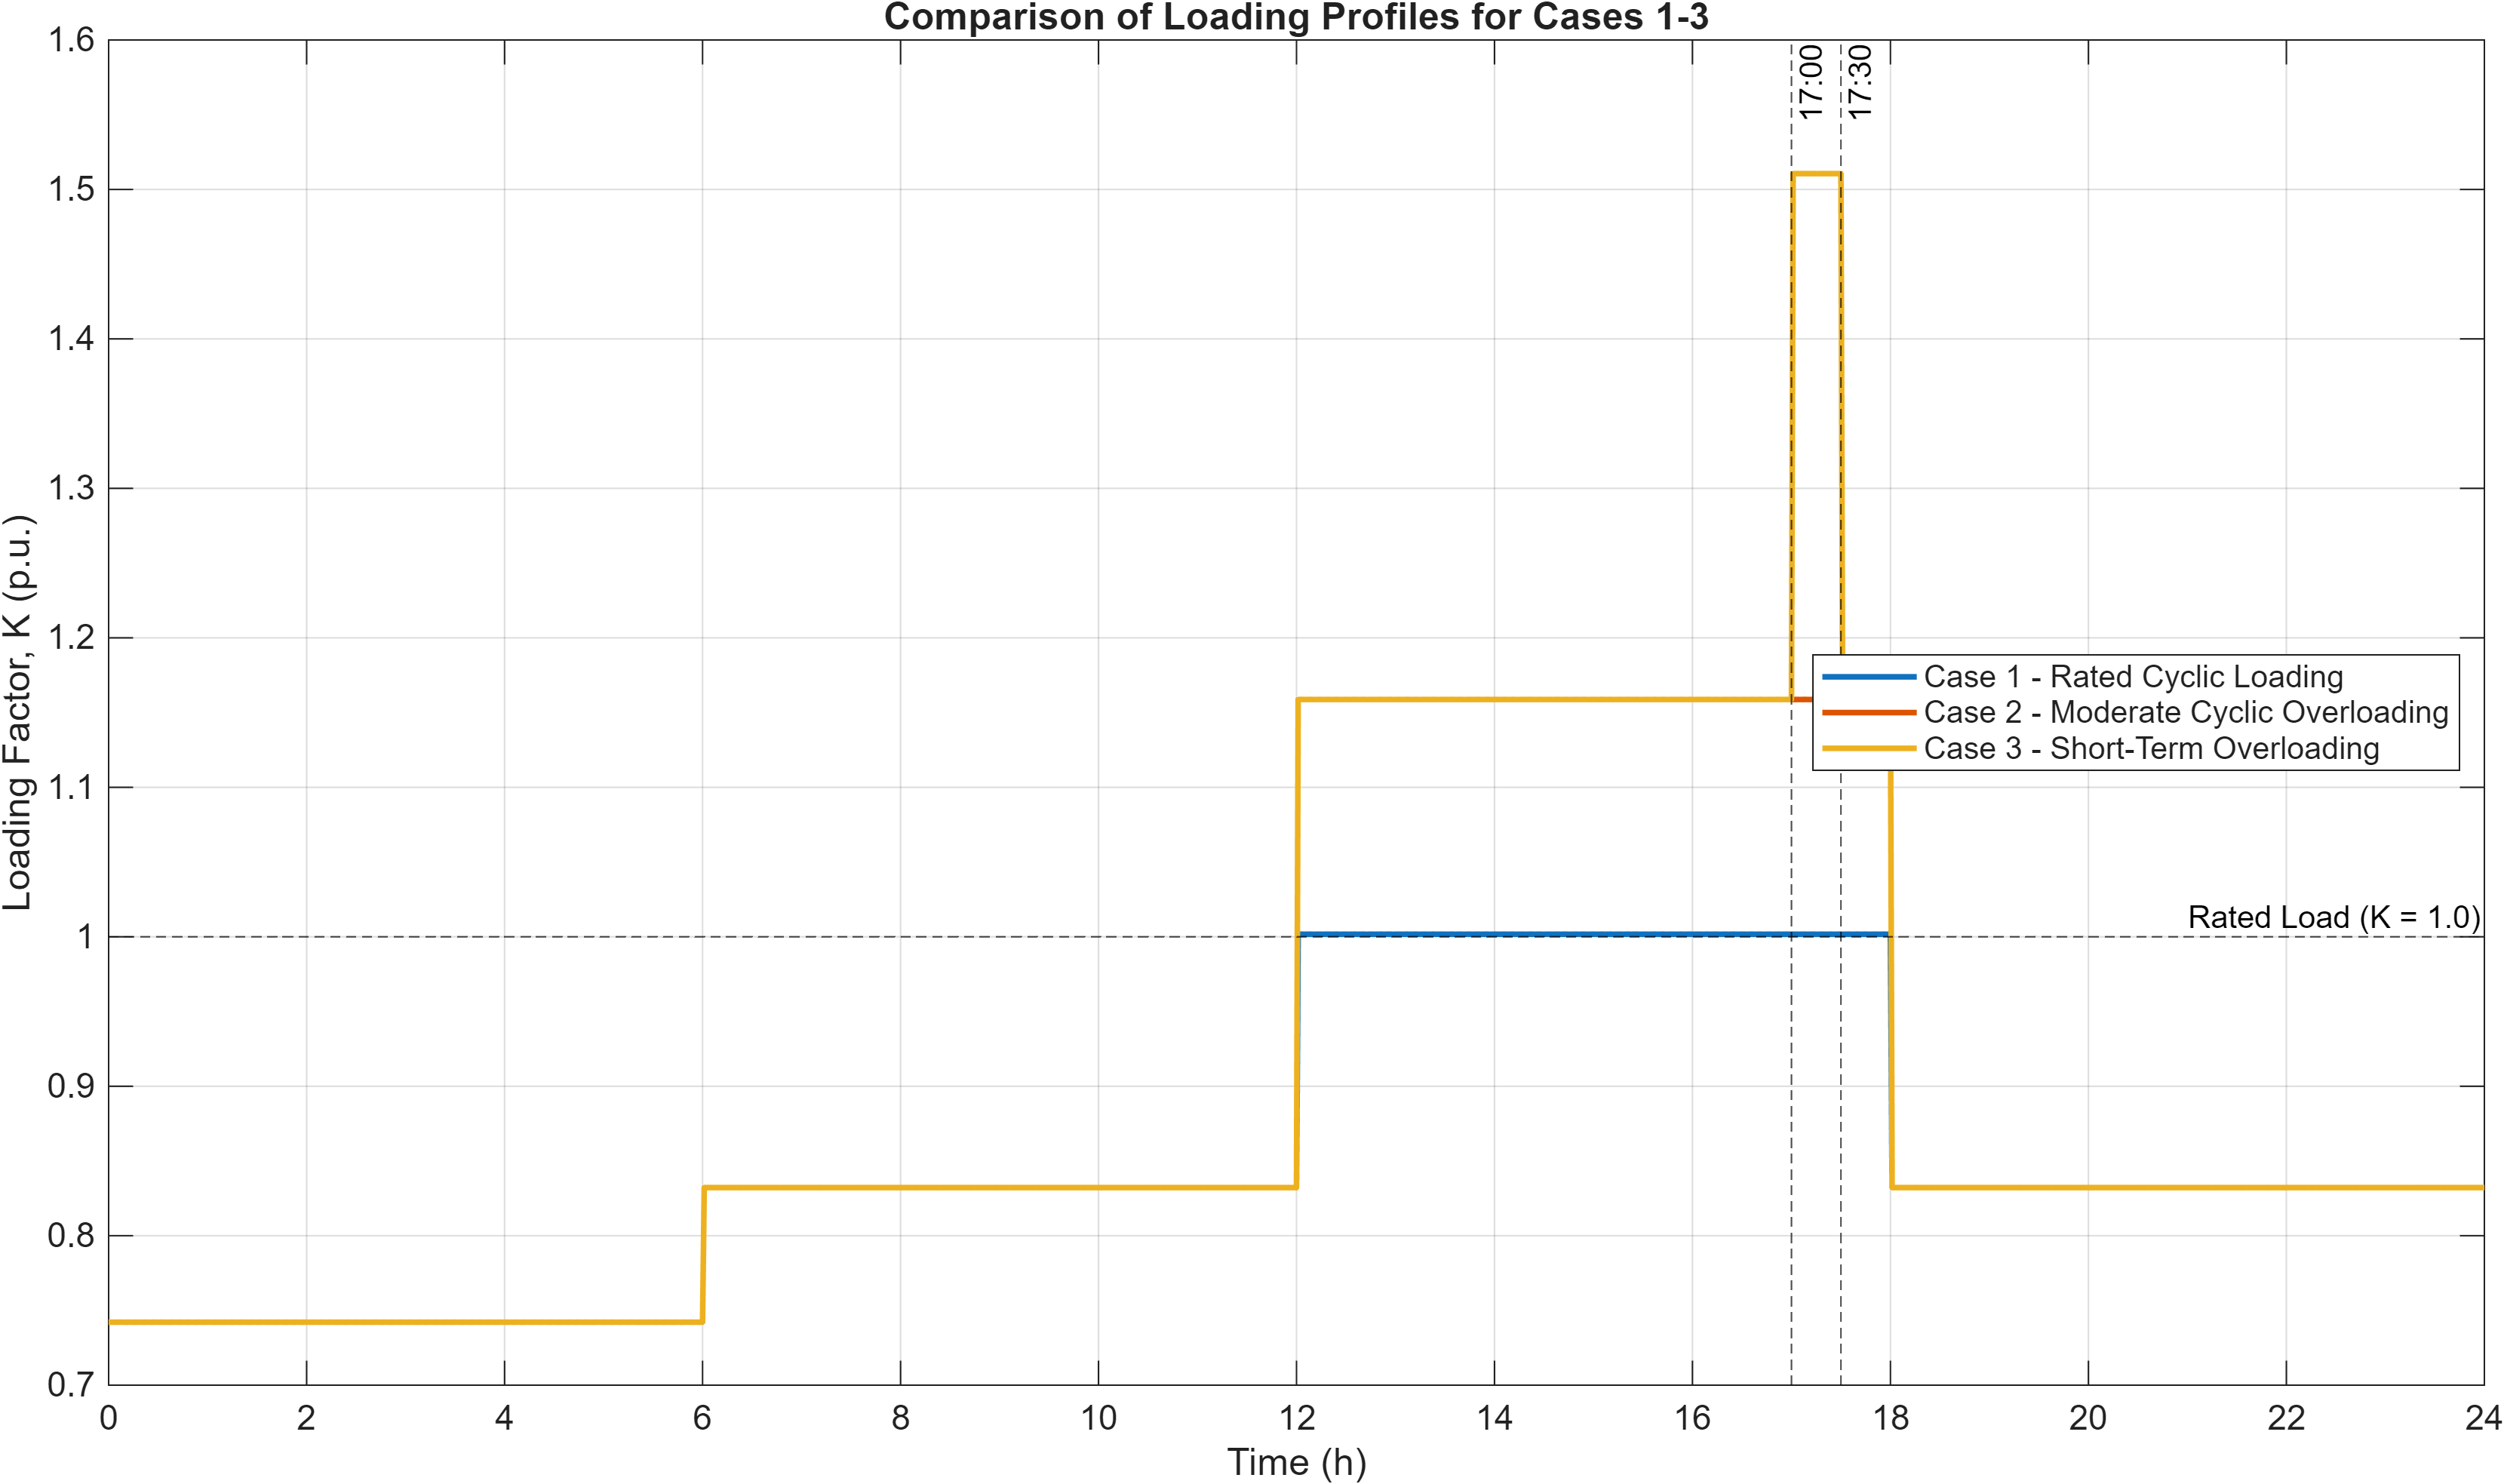 Comparison of Loading Profiles for Cases 1-3
1.6
1.5
1.4
1.3
1.2
1.1
1
0.9
0.8
0.7
Loading Factor, K (p.u.)
17:00
17:30
Case 1 - Rated Cyclic Loading
Case 2 - Moderate Cyclic Overloading
Case 3 - Short-Term Overloading
Rated Load (K = 1.0)
0 2 4 6 8 10 12 14 16 18 20 22 24
Time (h)